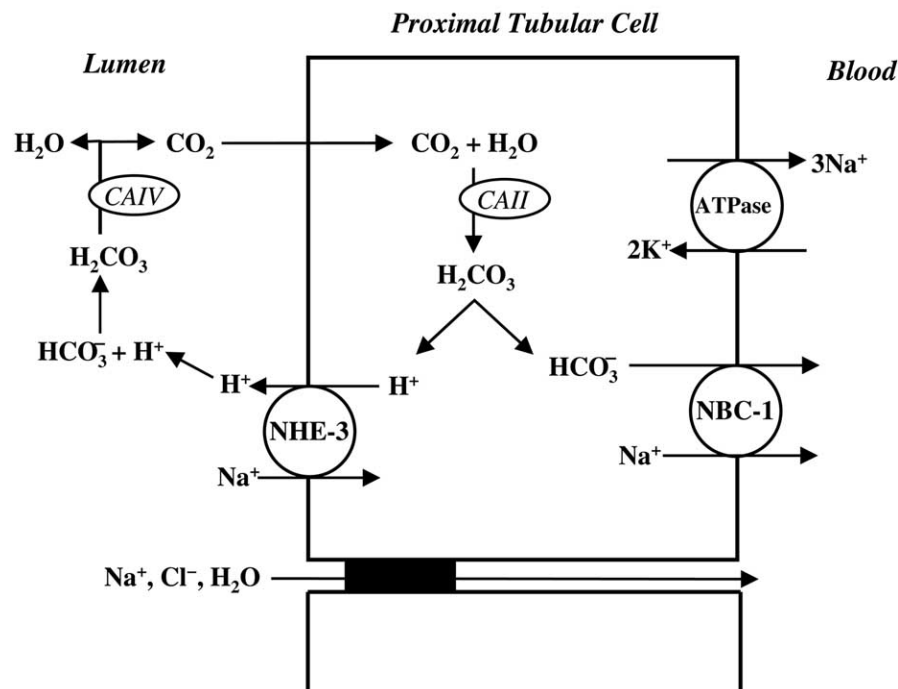 Proximal Tubular Cell
Lumen
Blood
H₂O
CO₂
CO₂ + H₂O
3Na⁺
CAIV
CAII
ATPase
2K⁺
H₂CO₃
H₂CO₃
HCO₃⁻ + H⁺
H⁺
H⁺
HCO₃⁻
NHE-3
NBC-1
Na⁺
Na⁺
Na⁺, Cl⁻, H₂O